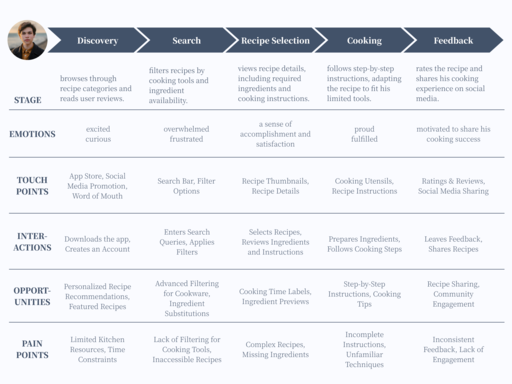 Discovery
Search
Recipe Selection
Cooking
Feedback
STAGE
browses through
recipe categories and
reads user reviews.
filters recipes by
cooking tools and
ingredient
availability.
views recipe details,
including required
ingredients and
cooking instructions.
follows step-by-step
instructions, adapting
the recipe to fit his
limited tools.
rates the recipe and
shares his cooking
experience on social
media.
EMOTIONS
excited
curious
overwhelmed
frustrated
a sense of
accomplishment and
satisfaction
proud
fulfilled
motivated to share his
cooking success
TOUCH
POINTS
App Store, Social
Media Promotion,
Word of Mouth
Search Bar, Filter
Options
Recipe Thumbnails,
Recipe Details
Cooking Utensils,
Recipe Instructions
Ratings & Reviews,
Social Media Sharing
INTER-
ACTIONS
Downloads the app,
Creates an Account
Enters Search
Queries, Applies
Filters
Selects Recipes,
Reviews Ingredients
and Instructions
Prepares Ingredients,
Follows Cooking Steps
Leaves Feedback,
Shares Recipes
OPPORT-
UNITIES
Personalized Recipe
Recommendations,
Featured Recipes
Advanced Filtering
for Cookware,
Ingredient
Substitutions
Cooking Time Labels,
Ingredient Previews
Step-by-Step
Instructions, Cooking
Tips
Recipe Sharing,
Community
Engagement
PAIN
POINTS
Limited Kitchen
Resources, Time
Constraints
Lack of Filtering for
Cooking Tools,
Inaccessible Recipes
Complex Recipes,
Missing Ingredients
Incomplete
Instructions,
Unfamiliar
Techniques
Inconsistent
Feedback, Lack of
Engagement